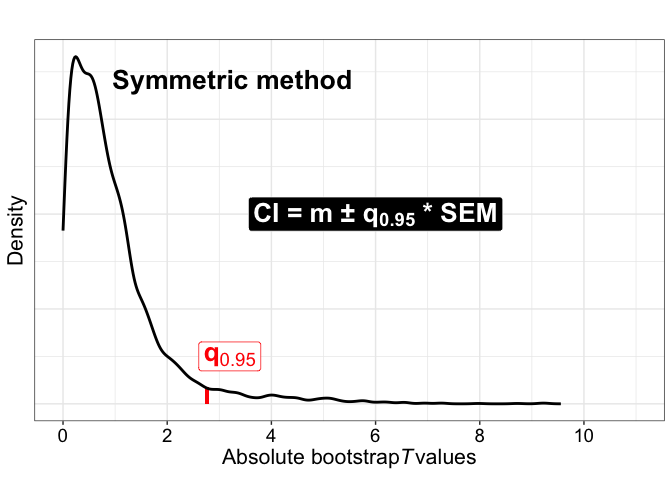 Symmetric method
CI = m ± q0.95 * SEM
q0.95
Density
0 2 4 6 8 10
Absolute bootstrap T values